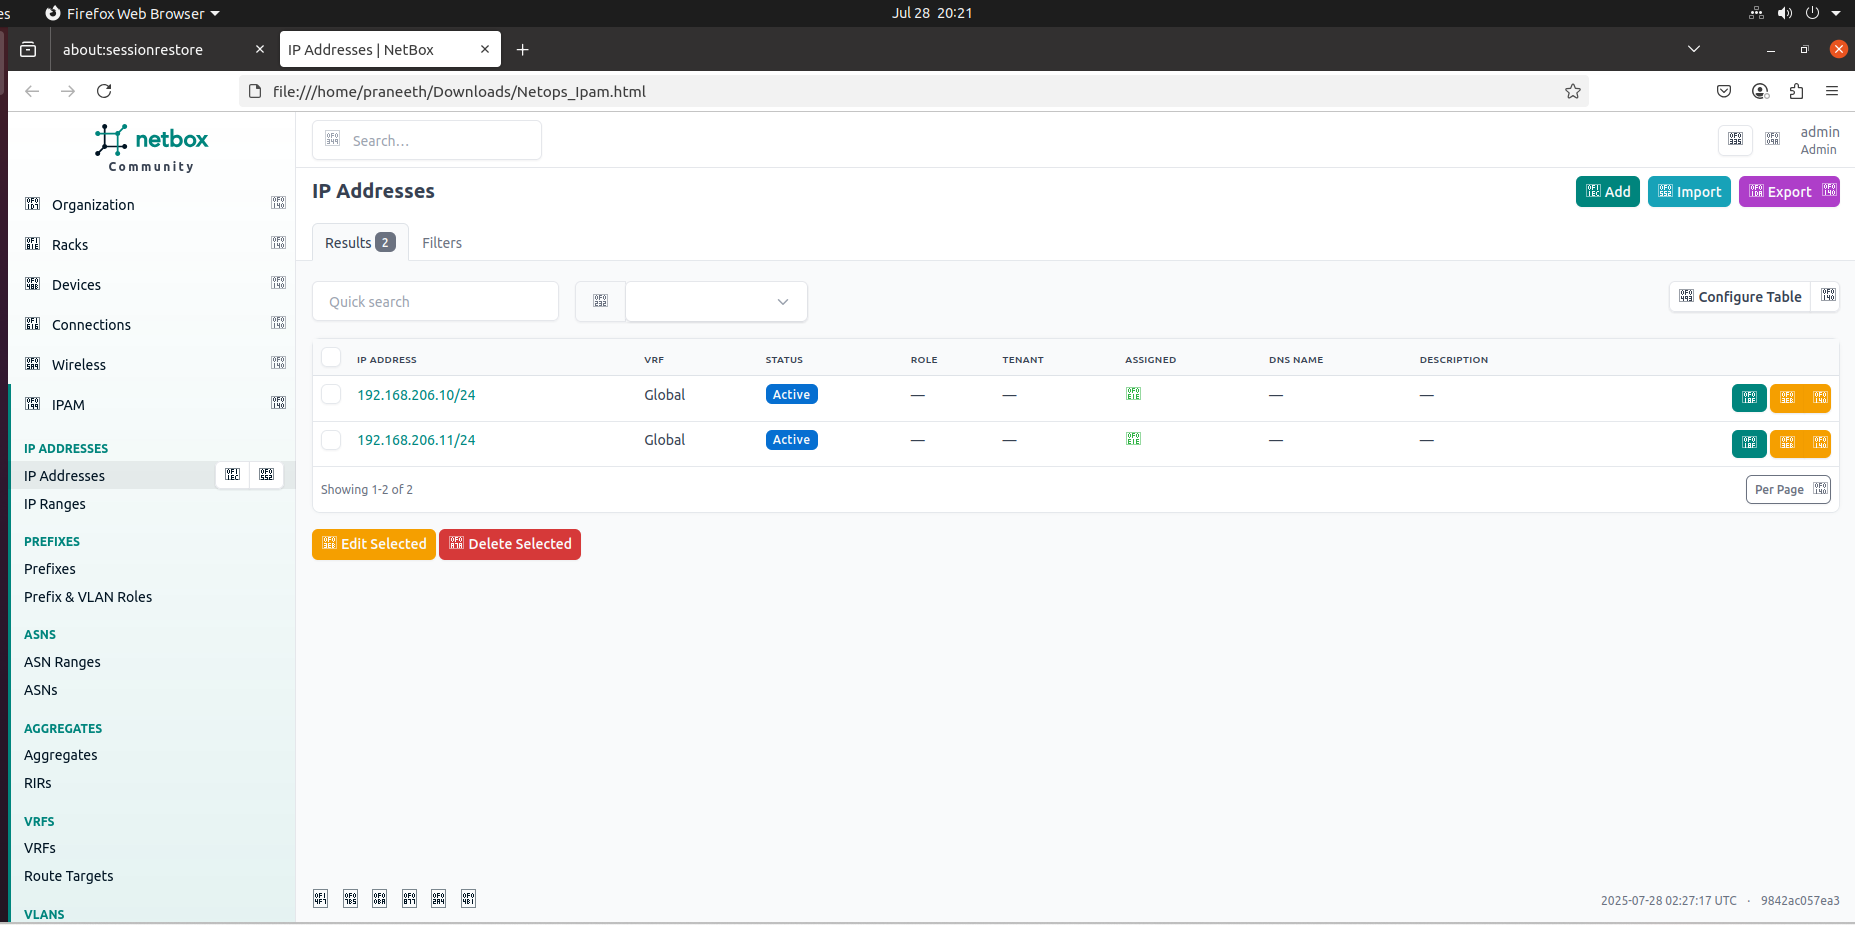 es Firefox Web Browser Jul 28 20:21
about:sessionrestore IP Addresses | NetBox
file:///home/praneeth/Downloads/Netops_Ipam.html
netbox
Community
Search...
admin
Admin
IP Addresses
Add Import Export
Organization
Racks
Devices
Connections
Wireless
IPAM
IP ADDRESSES
IP Addresses
IP Ranges
PREFIXES
Prefixes
Prefix & VLAN Roles
ASNS
ASN Ranges
ASNs
AGGREGATES
Aggregates
RIRs
VRFS
VRFs
Route Targets
VLANS
Results 2 Filters
Quick search
Configure Table
IP ADDRESS VRF STATUS ROLE TENANT ASSIGNED DNS NAME DESCRIPTION
192.168.206.10/24 Global Active — — — —
192.168.206.11/24 Global Active — — — —
Showing 1-2 of 2
Per Page
Edit Selected Delete Selected
2025-07-28 02:27:17 UTC · 9842ac057ea3